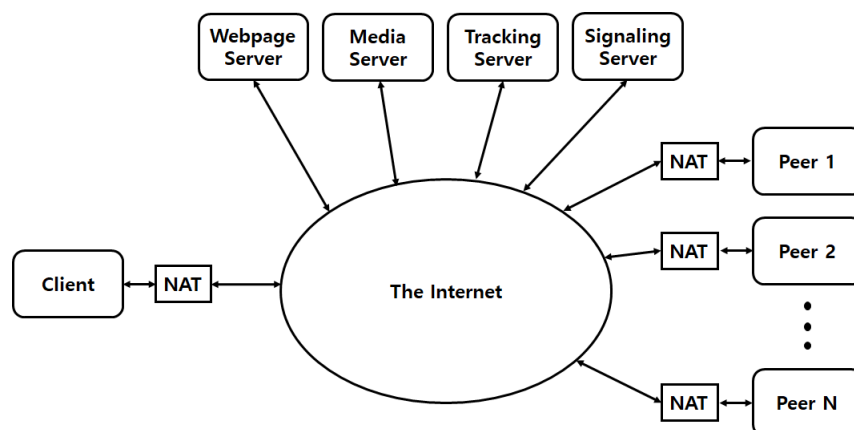 Webpage
Server
Media
Server
Tracking
Server
Signaling
Server
NAT
Peer 1
NAT
Peer 2
Client
NAT
The Internet
NAT
Peer N